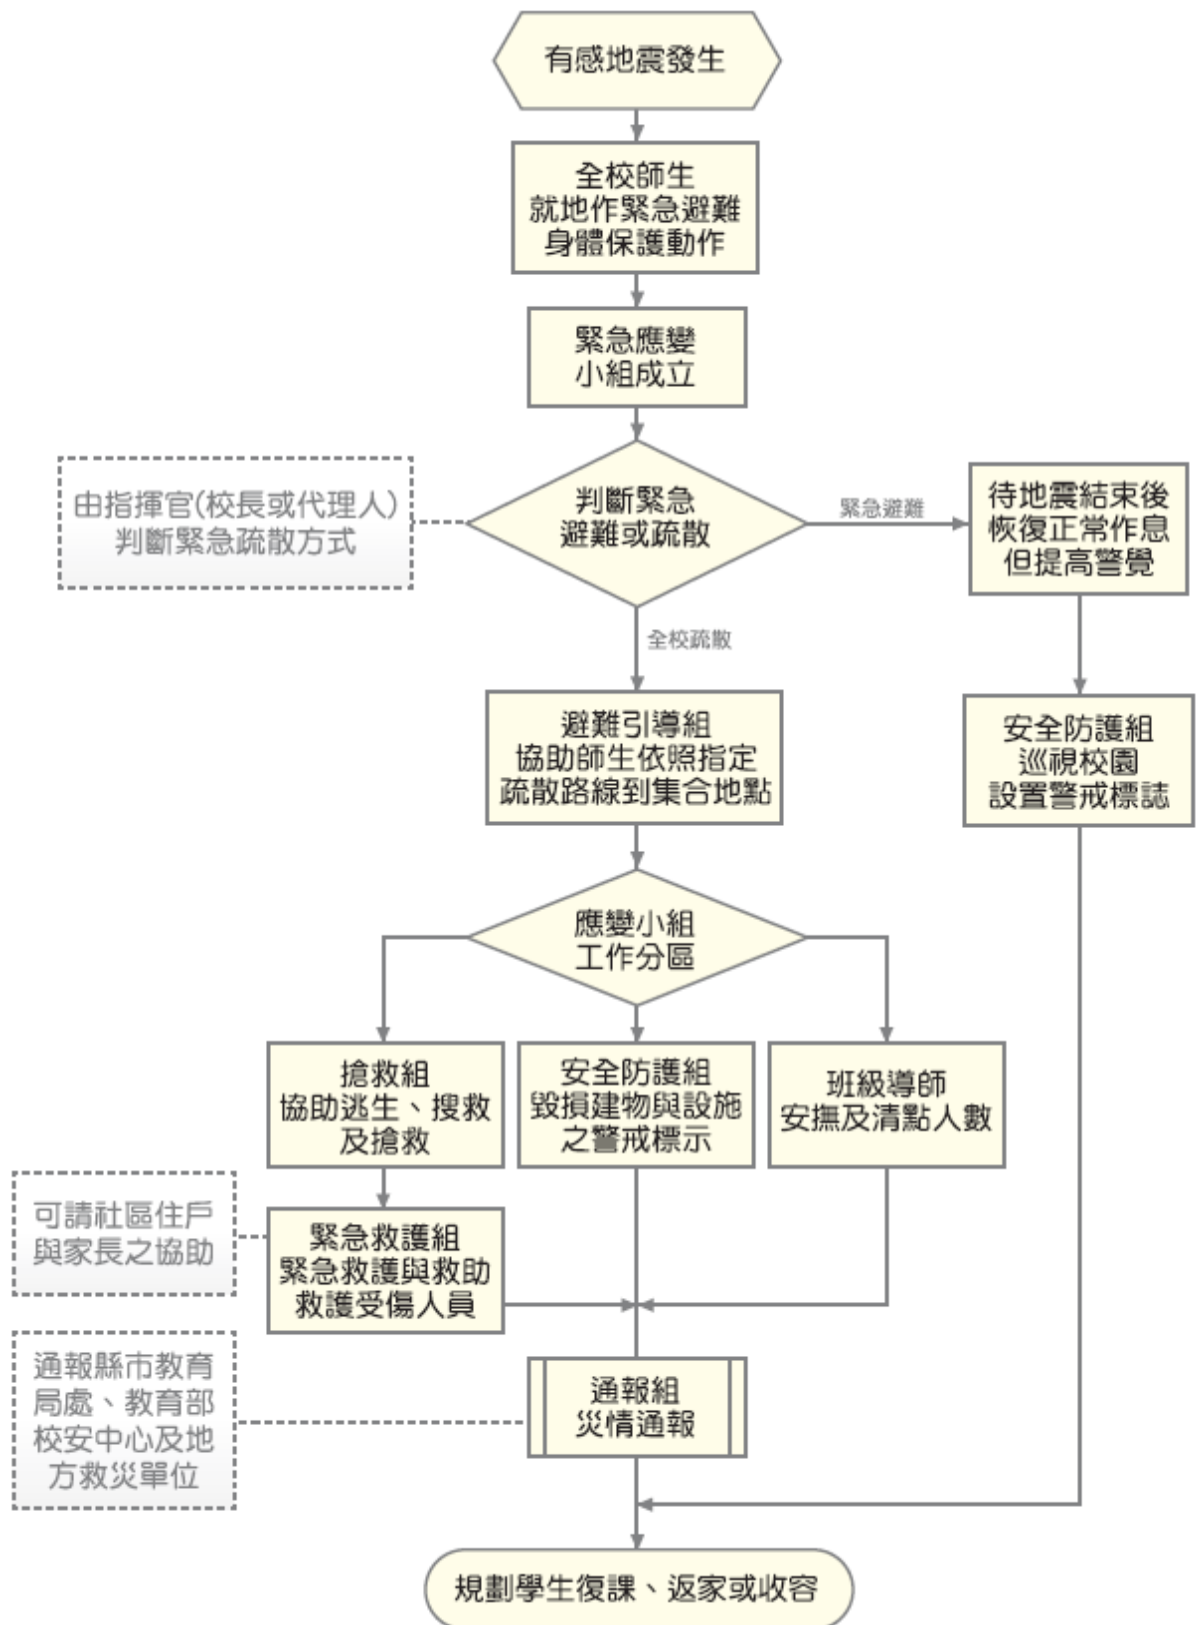 有感地震發生
全校師生
就地作緊急避難
身體保護動作
緊急應變
小組成立
由指揮官(校長或代理人)
判斷緊急疏散方式
判斷緊急
避難或疏散
緊急避難
待地震結束後
恢復正常作息
但提高警覺
全校疏散
避難引導組
協助師生依照指定
疏散路線到集合地點
安全防護組
巡視校園
設置警戒標誌
應變小組
工作分區
搶救組
協助逃生、搜救
及搶救
安全防護組
毀損建物與設施
之警戒標示
班級導師
安撫及清點人數
可請社區住戶
與家長之協助
緊急救護組
緊急救護與救助
救護受傷人員
通報縣市教育
局處、教育部
校安中心及地
方救災單位
通報組
災情通報
規劃學生復課、返家或收容